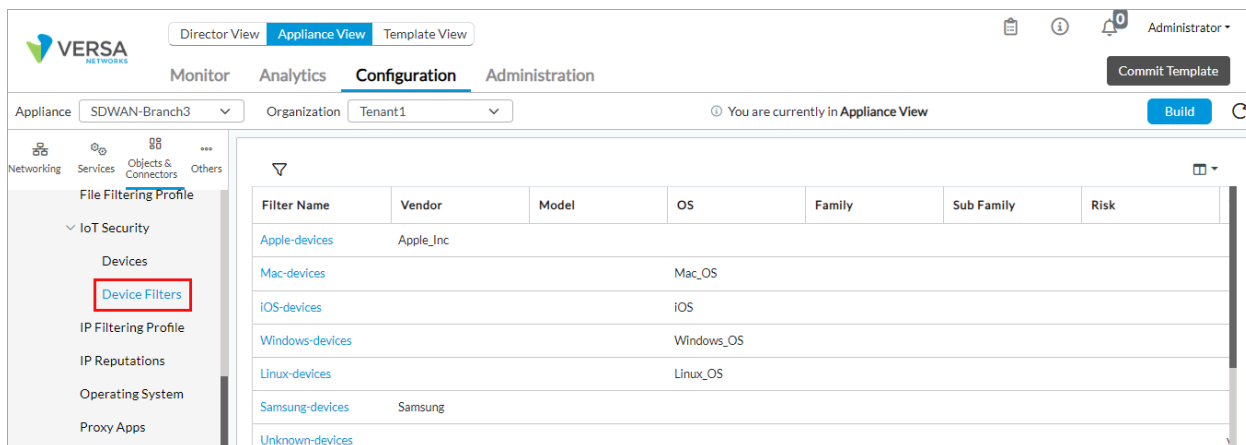 VERSA
NETWORKS
Director View Appliance View Template View
0
Administrator
Monitor Analytics Configuration Administration
Commit Template
Appliance SDWAN-Branch3 Organization Tenant1 You are currently in Appliance View Build
Networking Services Objects & Connectors Others
File Filtering Profile
IoT Security
Devices
Device Filters
IP Filtering Profile
IP Reputations
Operating System
Proxy Apps
Filter Name Vendor Model OS Family Sub Family Risk
Apple-devices Apple_Inc
Mac-devices Mac_OS
iOS-devices iOS
Windows-devices Windows_OS
Linux-devices Linux_OS
Samsung-devices Samsung
Unknown-devices